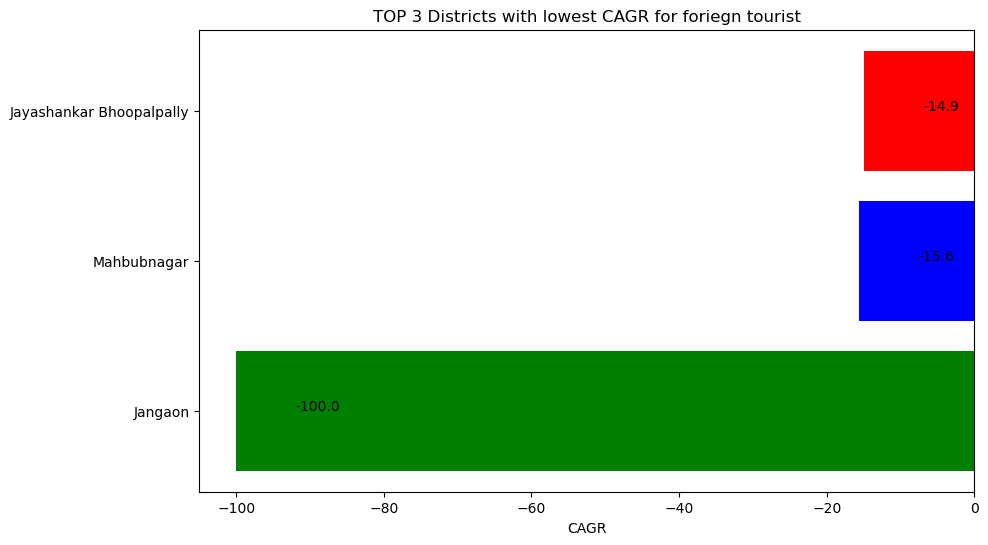 TOP 3 Districts with lowest CAGR for foriegn tourist
Jayashankar Bhoopalpally
-14.9
Mahbubnagar
-15.6
Jangaon
-100.0
−100 −80 −60 −40 −20 0
CAGR